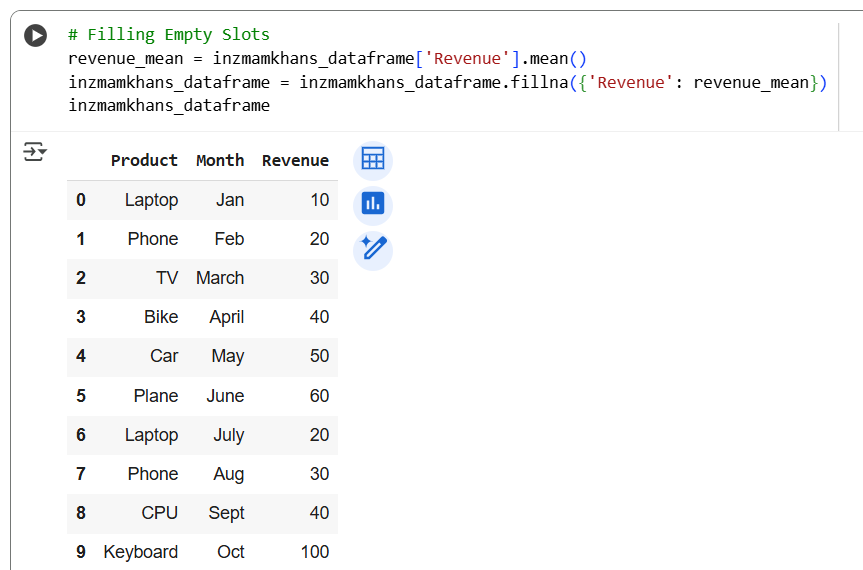 # Filling Empty Slots
revenue_mean = inzmamkhans_dataframe['Revenue'].mean()
inzmamkhans_dataframe = inzmamkhans_dataframe.fillna({'Revenue': revenue_mean})
inzmamkhans_dataframe
Product Month Revenue
0 Laptop Jan 10
1 Phone Feb 20
2 TV March 30
3 Bike April 40
4 Car May 50
5 Plane June 60
6 Laptop July 20
7 Phone Aug 30
8 CPU Sept 40
9 Keyboard Oct 100